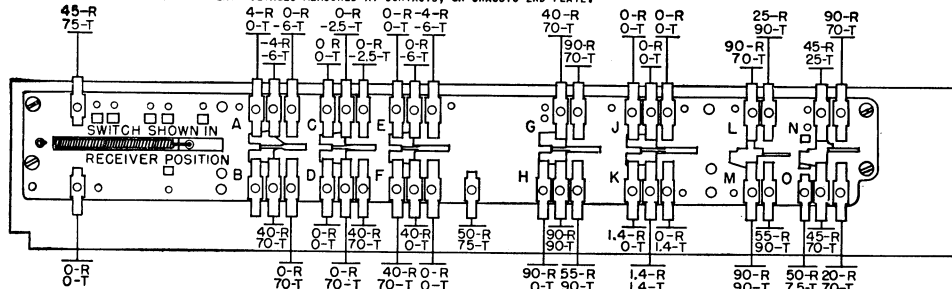 45-R
75-T
4-R
0-T
-4-R
-6-T
0-R
-6-T
0-R
0-T
0-R
-2.5-T
0-R
-2.5-T
0-R
0-T
0-R
-6-T
-4-R
-6-T
40-R
70-T
90-R
70-T
0-R
0-T
0-R
0-T
0-R
0-T
90-R
70-T
25-R
90-T
45-R
25-T
90-R
70-T
A C E G J L N
SWITCH SHOWN IN
RECEIVER POSITION
B D F H K M O
40-R
70-T
40-R
70-T
40-R
0-T
50-R
75-T
90-R
90-T
1.4-R
0-T
0-R
1.4-T
55-R
90-T
45-R
70-T
0-R
0-T
0-R
70-T
0-R
0-T
0-R
70-T
40-R
70-T
0-R
0-T
90-R
0-T
55-R
90-T
1.4-R
1.4-T
90-R
90-T
50-R
7.5-T
20-R
70-T